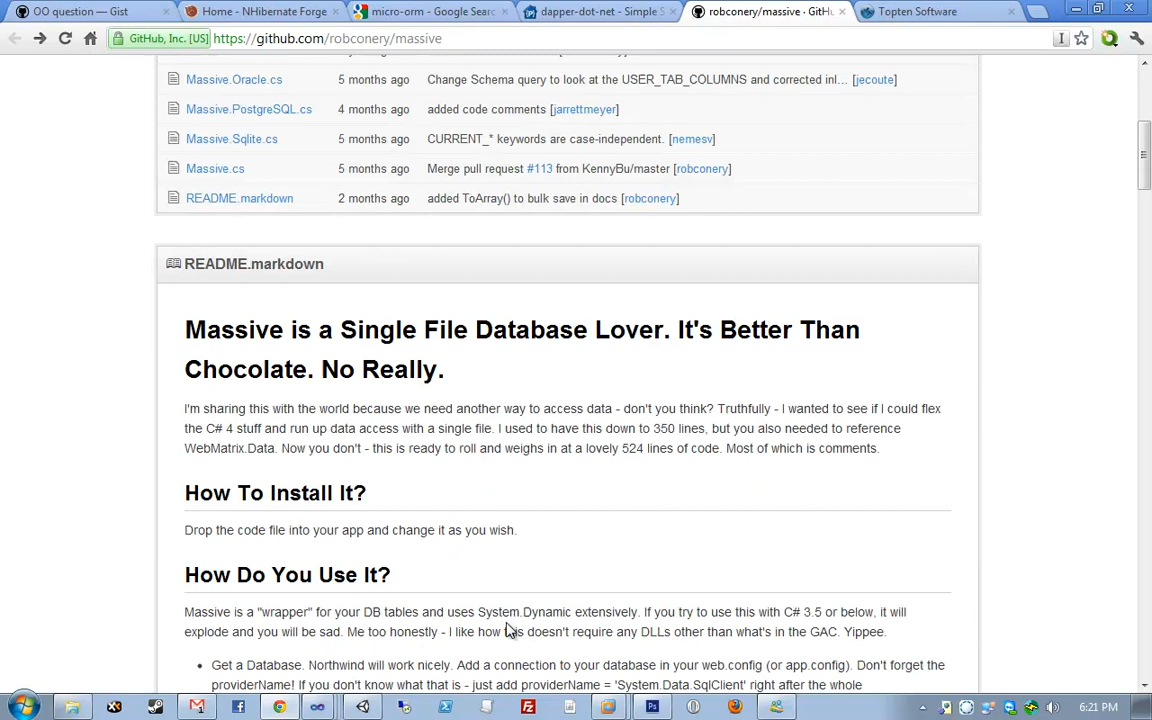 OO question — Gist
Home - NHibernate Forge
micro-orm - Google Searc
dapper-dot-net - Simple S
robconery/massive · GitHu
Topten Software
GitHub, Inc. [US]
https://github.com/robconery/massive
Massive.Oracle.cs 5 months ago Change Schema query to look at the USER_TAB_COLUMNS and corrected inl... [jecoute]
Massive.PostgreSQL.cs 4 months ago added code comments [jarrettmeyer]
Massive.Sqlite.cs 5 months ago CURRENT_* keywords are case-independent. [nemesv]
Massive.cs 5 months ago Merge pull request #113 from KennyBu/master [robconery]
README.markdown 2 months ago added ToArray() to bulk save in docs [robconery]
README.markdown
Massive is a Single File Database Lover. It's Better Than
Chocolate. No Really.
I'm sharing this with the world because we need another way to access data - don't you think? Truthfully - I wanted to see if I could flex
the C# 4 stuff and run up data access with a single file. I used to have this down to 350 lines, but you also needed to reference
WebMatrix.Data. Now you don't - this is ready to roll and weighs in at a lovely 524 lines of code. Most of which is comments.
How To Install It?
Drop the code file into your app and change it as you wish.
How Do You Use It?
Massive is a "wrapper" for your DB tables and uses System.Dynamic extensively. If you try to use this with C# 3.5 or below, it will
explode and you will be sad. Me too honestly - I like how this doesn't require any DLLs other than what's in the GAC. Yippee.
• Get a Database. Northwind will work nicely. Add a connection to your database in your web.config (or app.config). Don't forget the
providerName! If you don't know what that is - just add providerName = 'System.Data.SqlClient' right after the whole
6:21 PM